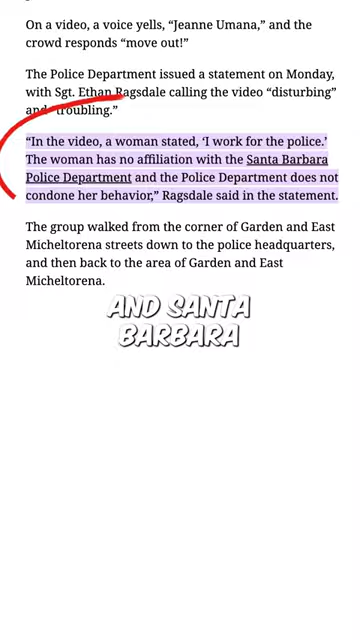 On a video, a voice yells, “Jeanne Umana,” and the
crowd responds “move out!”
The Police Department issued a statement on Monday,
with Sgt. Ethan Ragsdale calling the video “disturbing”
and “troubling.”
“In the video, a woman stated, ‘I work for the police.’
The woman has no affiliation with the Santa Barbara
Police Department and the Police Department does not
condone her behavior,” Ragsdale said in the statement.
The group walked from the corner of Garden and East
Micheltorena streets down to the police headquarters,
and then back to the area of Garden and East
Micheltorena.
AND SANTA
BARBARA